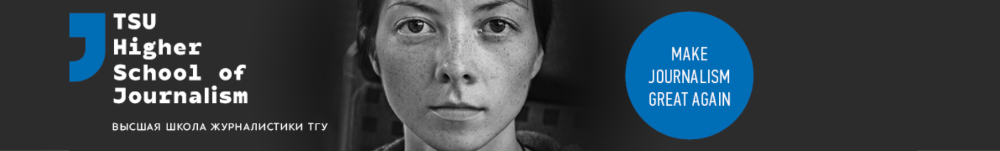 TSU
Higher
School of
Journalism
ВЫСШАЯ ШКОЛА ЖУРНАЛИСТИКИ ТГУ
MAKE
JOURNALISM
GREAT AGAIN